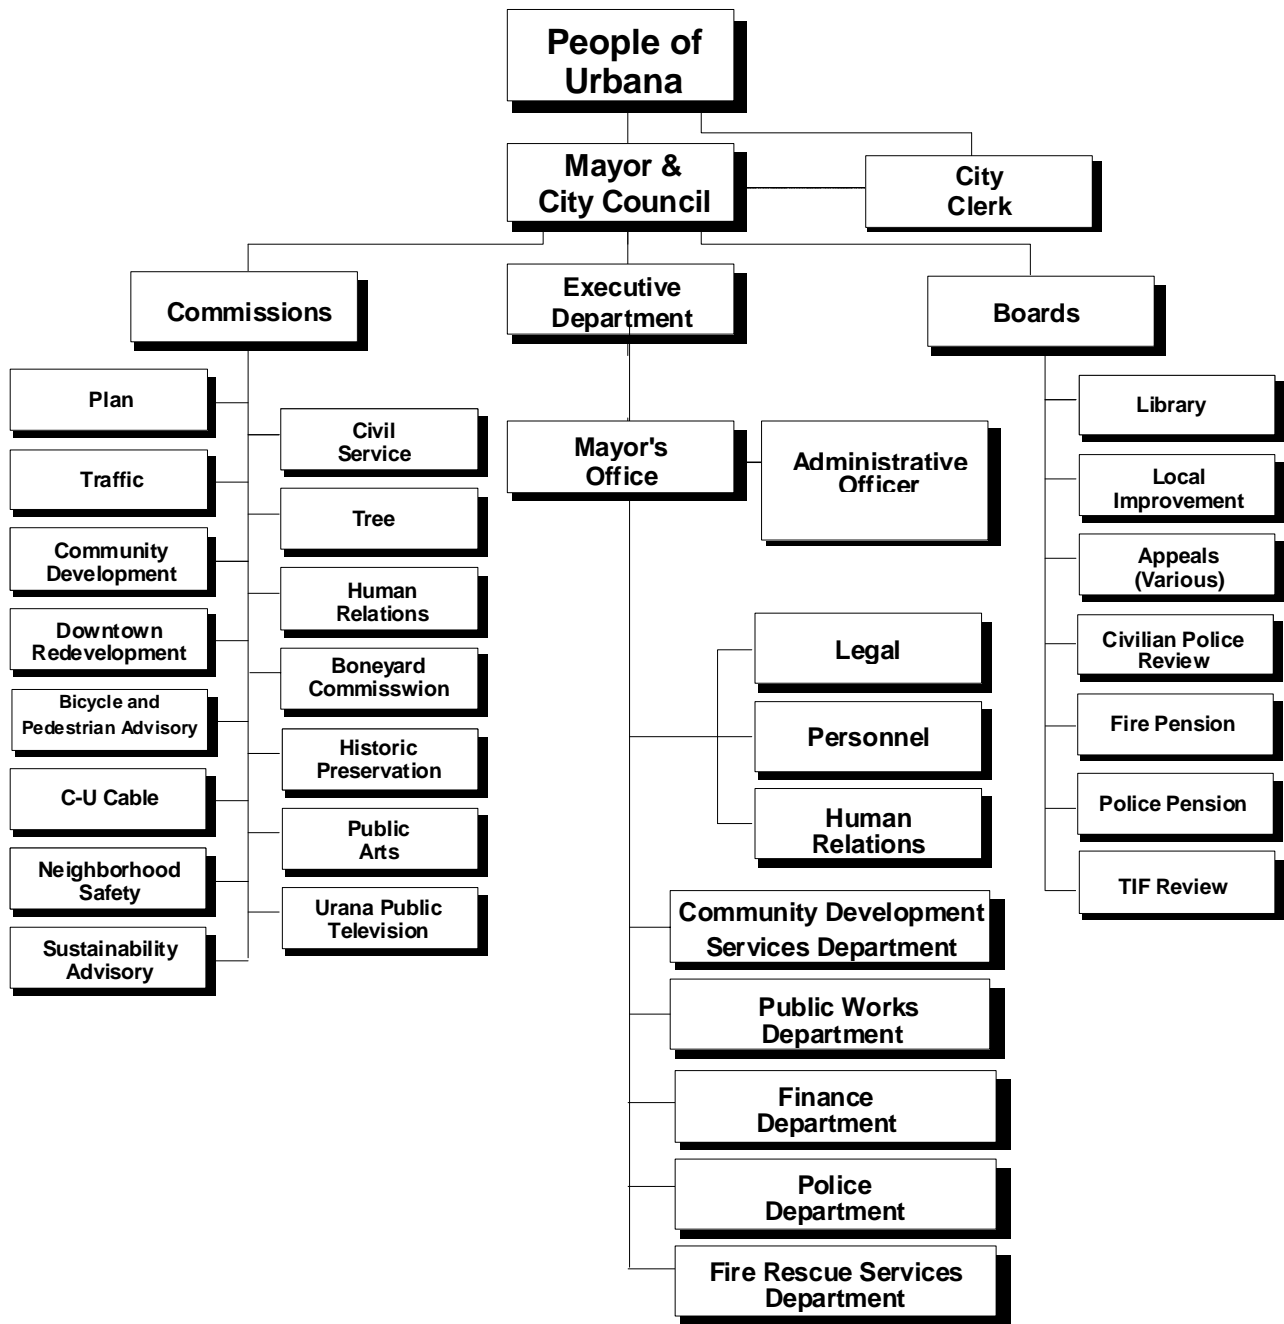 People of
Urbana
Mayor &
City Council
City
Clerk
Commissions
Executive
Department
Boards
Plan
Traffic
Community
Development
Downtown
Redevelopment
Bicycle and
Pedestrian Advisory
C-U Cable
Neighborhood
Safety
Sustainability
Advisory
Civil
Service
Tree
Human
Relations
Boneyard
Commisswion
Historic
Preservation
Public
Arts
Urana Public
Television
Mayor's
Office
Administrative
Officer
Legal
Personnel
Human
Relations
Community Development
Services Department
Public Works
Department
Finance
Department
Police
Department
Fire Rescue Services
Department
Library
Local
Improvement
Appeals
(Various)
Civilian Police
Review
Fire Pension
Police Pension
TIF Review